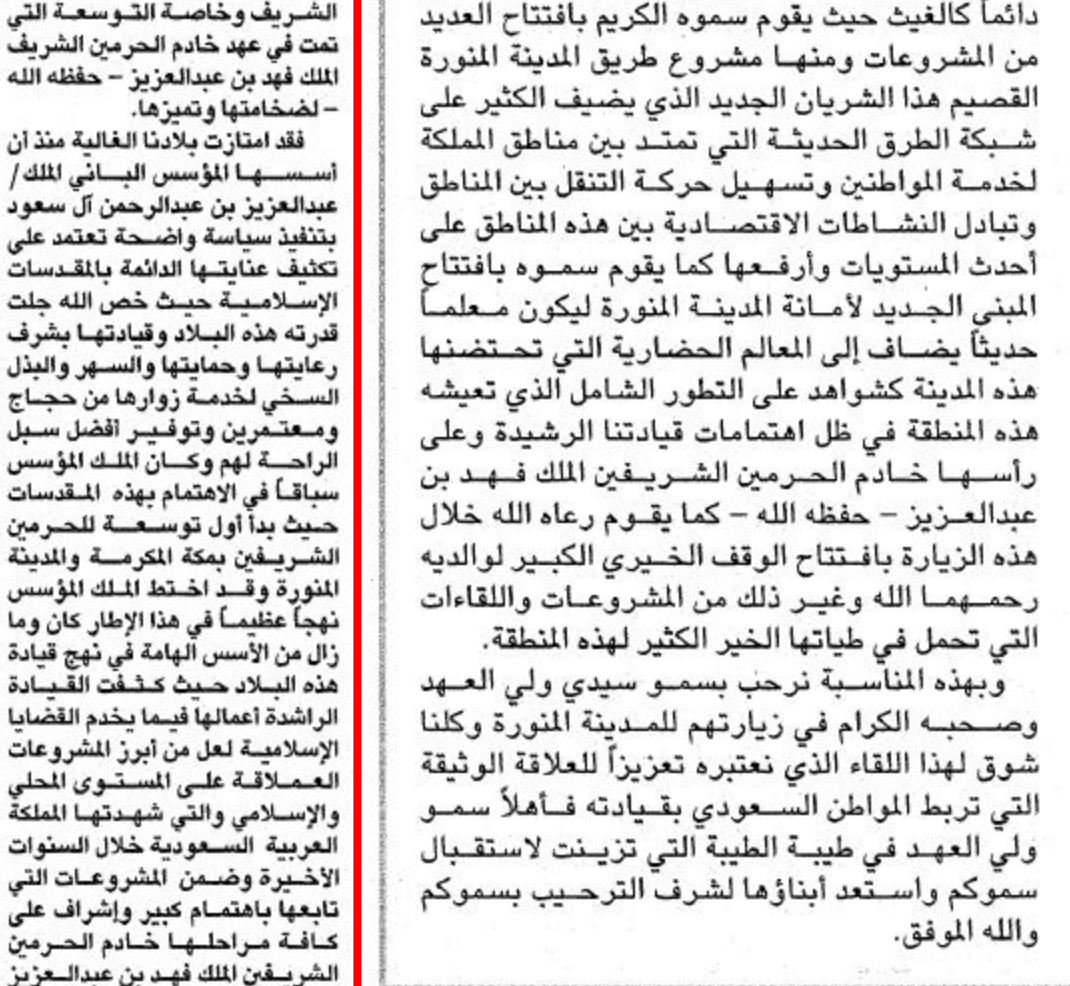 دائماً كالغيث حيث يقوم سموه الكريم بافتتاح العديد
من المشروعات ومنها مشروع طريق المدينة المنورة
القصيم هذا الشريان الجديد الذي يضيف الكثير على
شبكة الطرق الحديثة التي تمتد بين مناطق المملكة
لخدمة المواطنين وتسهيل حركة التنقل بين المناطق
وتبادل النشاطات الاقتصادية بين هذه المناطق على
أحدث المستويات وأرفعها كما يقوم سموه بافتتاح
المبنى الجديد لأمانة المدينة المنورة ليكون معلماً
حديثاً يضاف إلى المعالم الحضارية التي تحتضنها
هذه المدينة كشواهد على التطور الشامل الذي تعيشه
هذه المنطقة في ظل اهتمامات قيادتنا الرشيدة وعلى
رأسها خادم الحرمين الشريفين الملك فهد بن
عبدالعزيز – حفظه الله – كما يقوم رعاه الله خلال
هذه الزيارة بافتتاح الوقف الخيري الكبير لوالديه
رحمهما الله وغير ذلك من المشروعات واللقاءات
التي تحمل في طياتها الخير الكثير لهذه المنطقة.
وبهذه المناسبة نرحب بسمو سيدي ولي العهد
وصحبه الكرام في زيارتهم للمدينة المنورة وكلنا
شوق لهذا اللقاء الذي نعتبره تعزيزاً للعلاقة الوثيقة
التي تربط المواطن السعودي بقيادته فأهلاً سمو
ولي العهد في طيبة الطيبة التي تزينت لاستقبال
سموكم واستعد أبناؤها لشرف الترحيب بسموكم
والله الموفق.
الشريف وخاصة التوسعة التي
تمت في عهد خادم الحرمين الشريف
الملك فهد بن عبدالعزيز – حفظه الله
– لضخامتها وتميزها.
فقد امتازت بلادنا الغالية منذ أن
أسسها المؤسس الباني الملك/
عبدالعزيز بن عبدالرحمن آل سعود
بتنفيذ سياسة واضحة تعتمد على
تكثيف عنايتها الدائمة بالمقدسات
الإسلامية حيث خص الله جلت
قدرته هذه البلاد وقيادتها بشرف
رعايتها وحمايتها والسهر والبذل
السخي لخدمة زوارها من حجاج
ومعتمرين وتوفير أفضل سبل
الراحة لهم وكان الملك المؤسس
سباقاً في الاهتمام بهذه المقدسات
حيث بدأ أول توسعة للحرمين
الشريفين بمكة المكرمة والمدينة
المنورة وقد اختط الملك المؤسس
نهجاً عظيماً في هذا الإطار كان وما
زال من الأسس الهامة في نهج قيادة
هذه البلاد حيث كثفت القيادة
الراشدة أعمالها فيما يخدم القضايا
الإسلامية لعل من أبرز المشروعات
العملاقة على المستوى المحلي
والإسلامي والتي شهدتها المملكة
العربية السعودية خلال السنوات
الأخيرة وضمن المشروعات التي
تابعها باهتمام كبير وإشراف على
كافة مراحلها خادم الحرمين
الشريفين الملك فهد بن عبدالعزيز